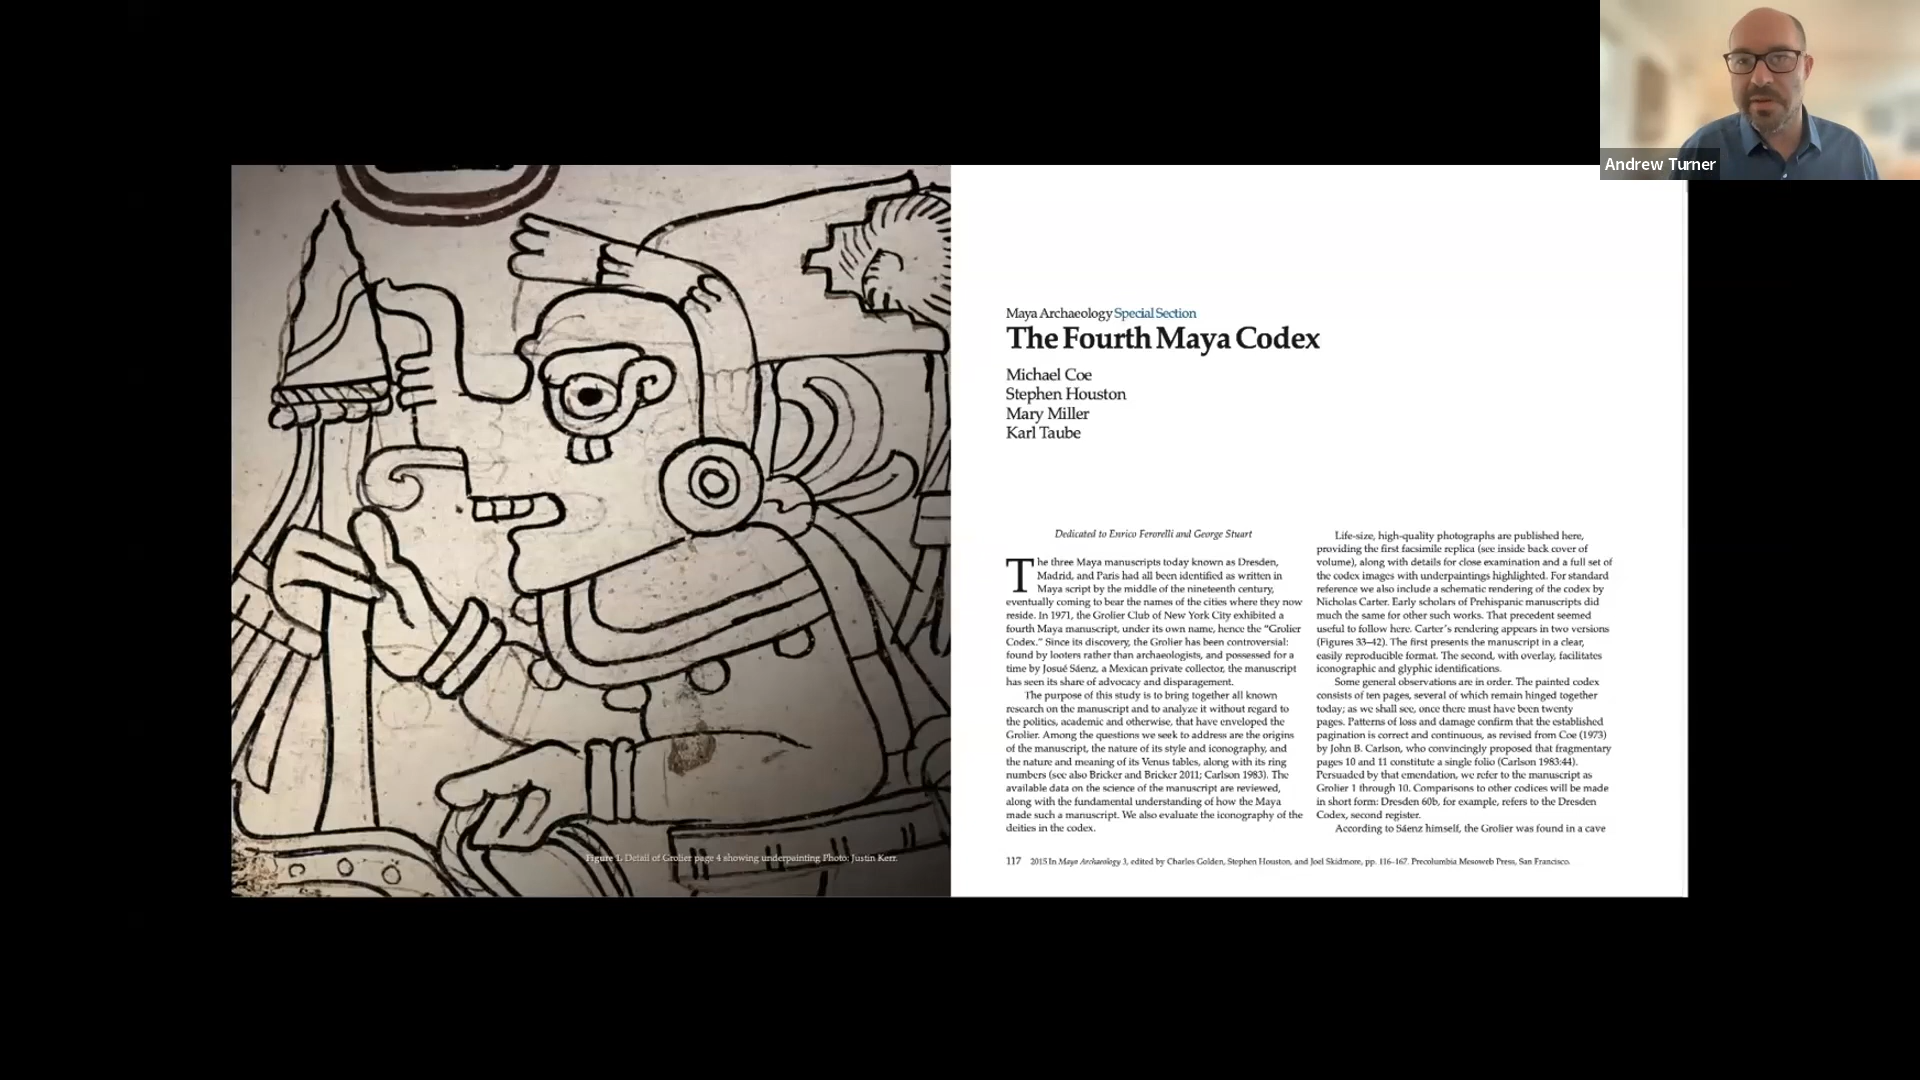 Andrew Turner
Maya Archaeology Special Section
The Fourth Maya Codex
Michael Coe
Stephen Houston
Mary Miller
Karl Taube
Dedicated to Enrico Ferorelli and George Stuart
The three Maya manuscripts today known as Dresden,
Madrid, and Paris had all been identified as written in
Maya script by the middle of the nineteenth century,
eventually coming to bear the names of the cities where they now
reside. In 1971, the Grolier Club of New York City exhibited a
fourth Maya manuscript, under its own name, hence the “Grolier
Codex.” Since its discovery, the Grolier has been controversial:
found by looters rather than archaeologists, and possessed for a
time by Josué Sáenz, a Mexican private collector, the manuscript
has seen its share of advocacy and disparagement.
The purpose of this study is to bring together all known
research on the manuscript and to analyze it without regard to
the politics, academic and otherwise, that have enveloped the
Grolier. Among the questions we seek to address are the origins
of the manuscript, the nature of its style and iconography, and
the nature and meaning of its Venus tables, along with its ring
numbers (see also Bricker and Bricker 2011; Carlson 1983). The
available data on the science of the manuscript are reviewed,
along with the fundamental understanding of how the Maya
made such a manuscript. We also evaluate the iconography of the
deities in the codex.
Life-size, high-quality photographs are published here,
providing the first facsimile replica (see inside back cover of
volume), along with details for close examination and a full set of
the codex images with underpaintings highlighted. For standard
reference we also include a schematic rendering of the codex by
Nicholas Carter. Early scholars of Prehispanic manuscripts did
much the same for other such works. That precedent seemed
useful to follow here. Carter’s rendering appears in two versions
(Figures 33–42). The first presents the manuscript in a clear,
easily reproducible format. The second, with overlay, facilitates
iconographic and glyphic identifications.
Some general observations are in order. The painted codex
consists of ten pages, several of which remain hinged together
today; as we shall see, once there must have been twenty
pages. Patterns of loss and damage confirm that the established
pagination is correct and continuous, as revised from Coe (1973)
by John B. Carlson, who convincingly proposed that fragmentary
pages 10 and 11 constitute a single folio (Carlson 1983:44).
Persuaded by that emendation, we refer to the manuscript as
Grolier 1 through 10. Comparisons to other codices will be made
in short form: Dresden 60b, for example, refers to the Dresden
Codex, second register.
According to Sáenz himself, the Grolier was found in a cave
Figure 1. Detail of Grolier page 4 showing underpainting Photo: Justin Kerr.
117 2015 In Maya Archaeology 3, edited by Charles Golden, Stephen Houston, and Joel Skidmore, pp. 116–167. Precolumbia Mesoweb Press, San Francisco.